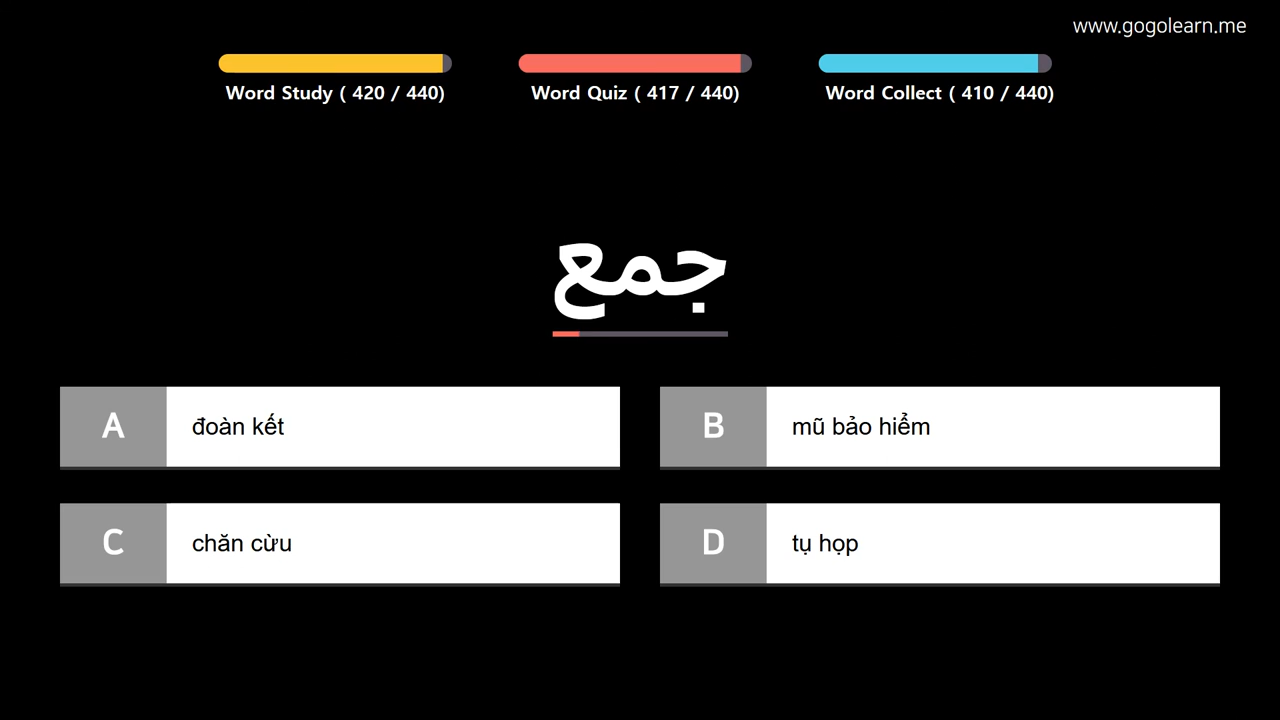 www.gogolearn.me
Word Study ( 420 / 440)
Word Quiz ( 417 / 440)
Word Collect ( 410 / 440)
جمع
A đoàn kết
B mũ bảo hiểm
C chăn cừu
D tụ họp